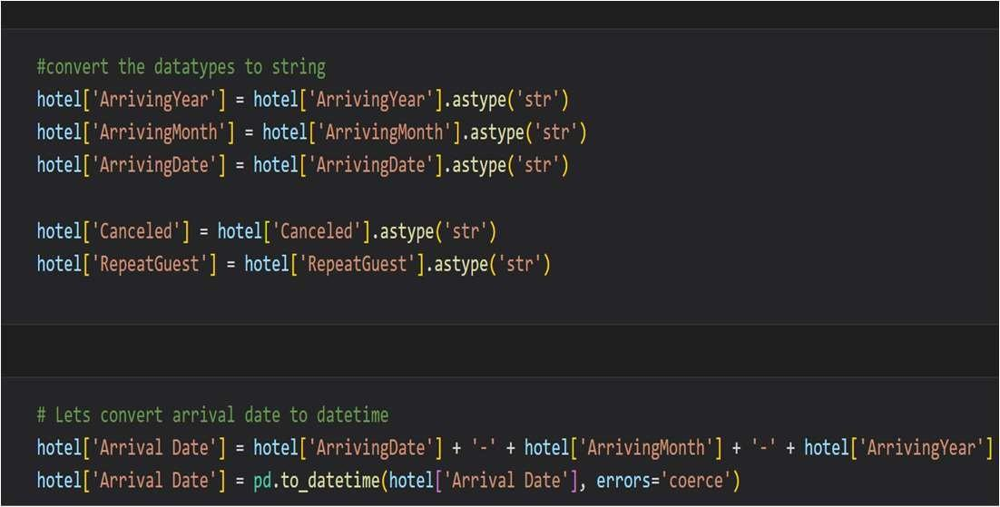 #convert the datatypes to string
hotel['ArrivingYear'] = hotel['ArrivingYear'].astype('str')
hotel['ArrivingMonth'] = hotel['ArrivingMonth'].astype('str')
hotel['ArrivingDate'] = hotel['ArrivingDate'].astype('str')
hotel['Canceled'] = hotel['Canceled'].astype('str')
hotel['RepeatGuest'] = hotel['RepeatGuest'].astype('str')
# Lets convert arrival date to datetime
hotel['Arrival Date'] = hotel['ArrivingDate'] + '-' + hotel['ArrivingMonth'] + '-' + hotel['ArrivingYear']
hotel['Arrival Date'] = pd.to_datetime(hotel['Arrival Date'], errors='coerce')